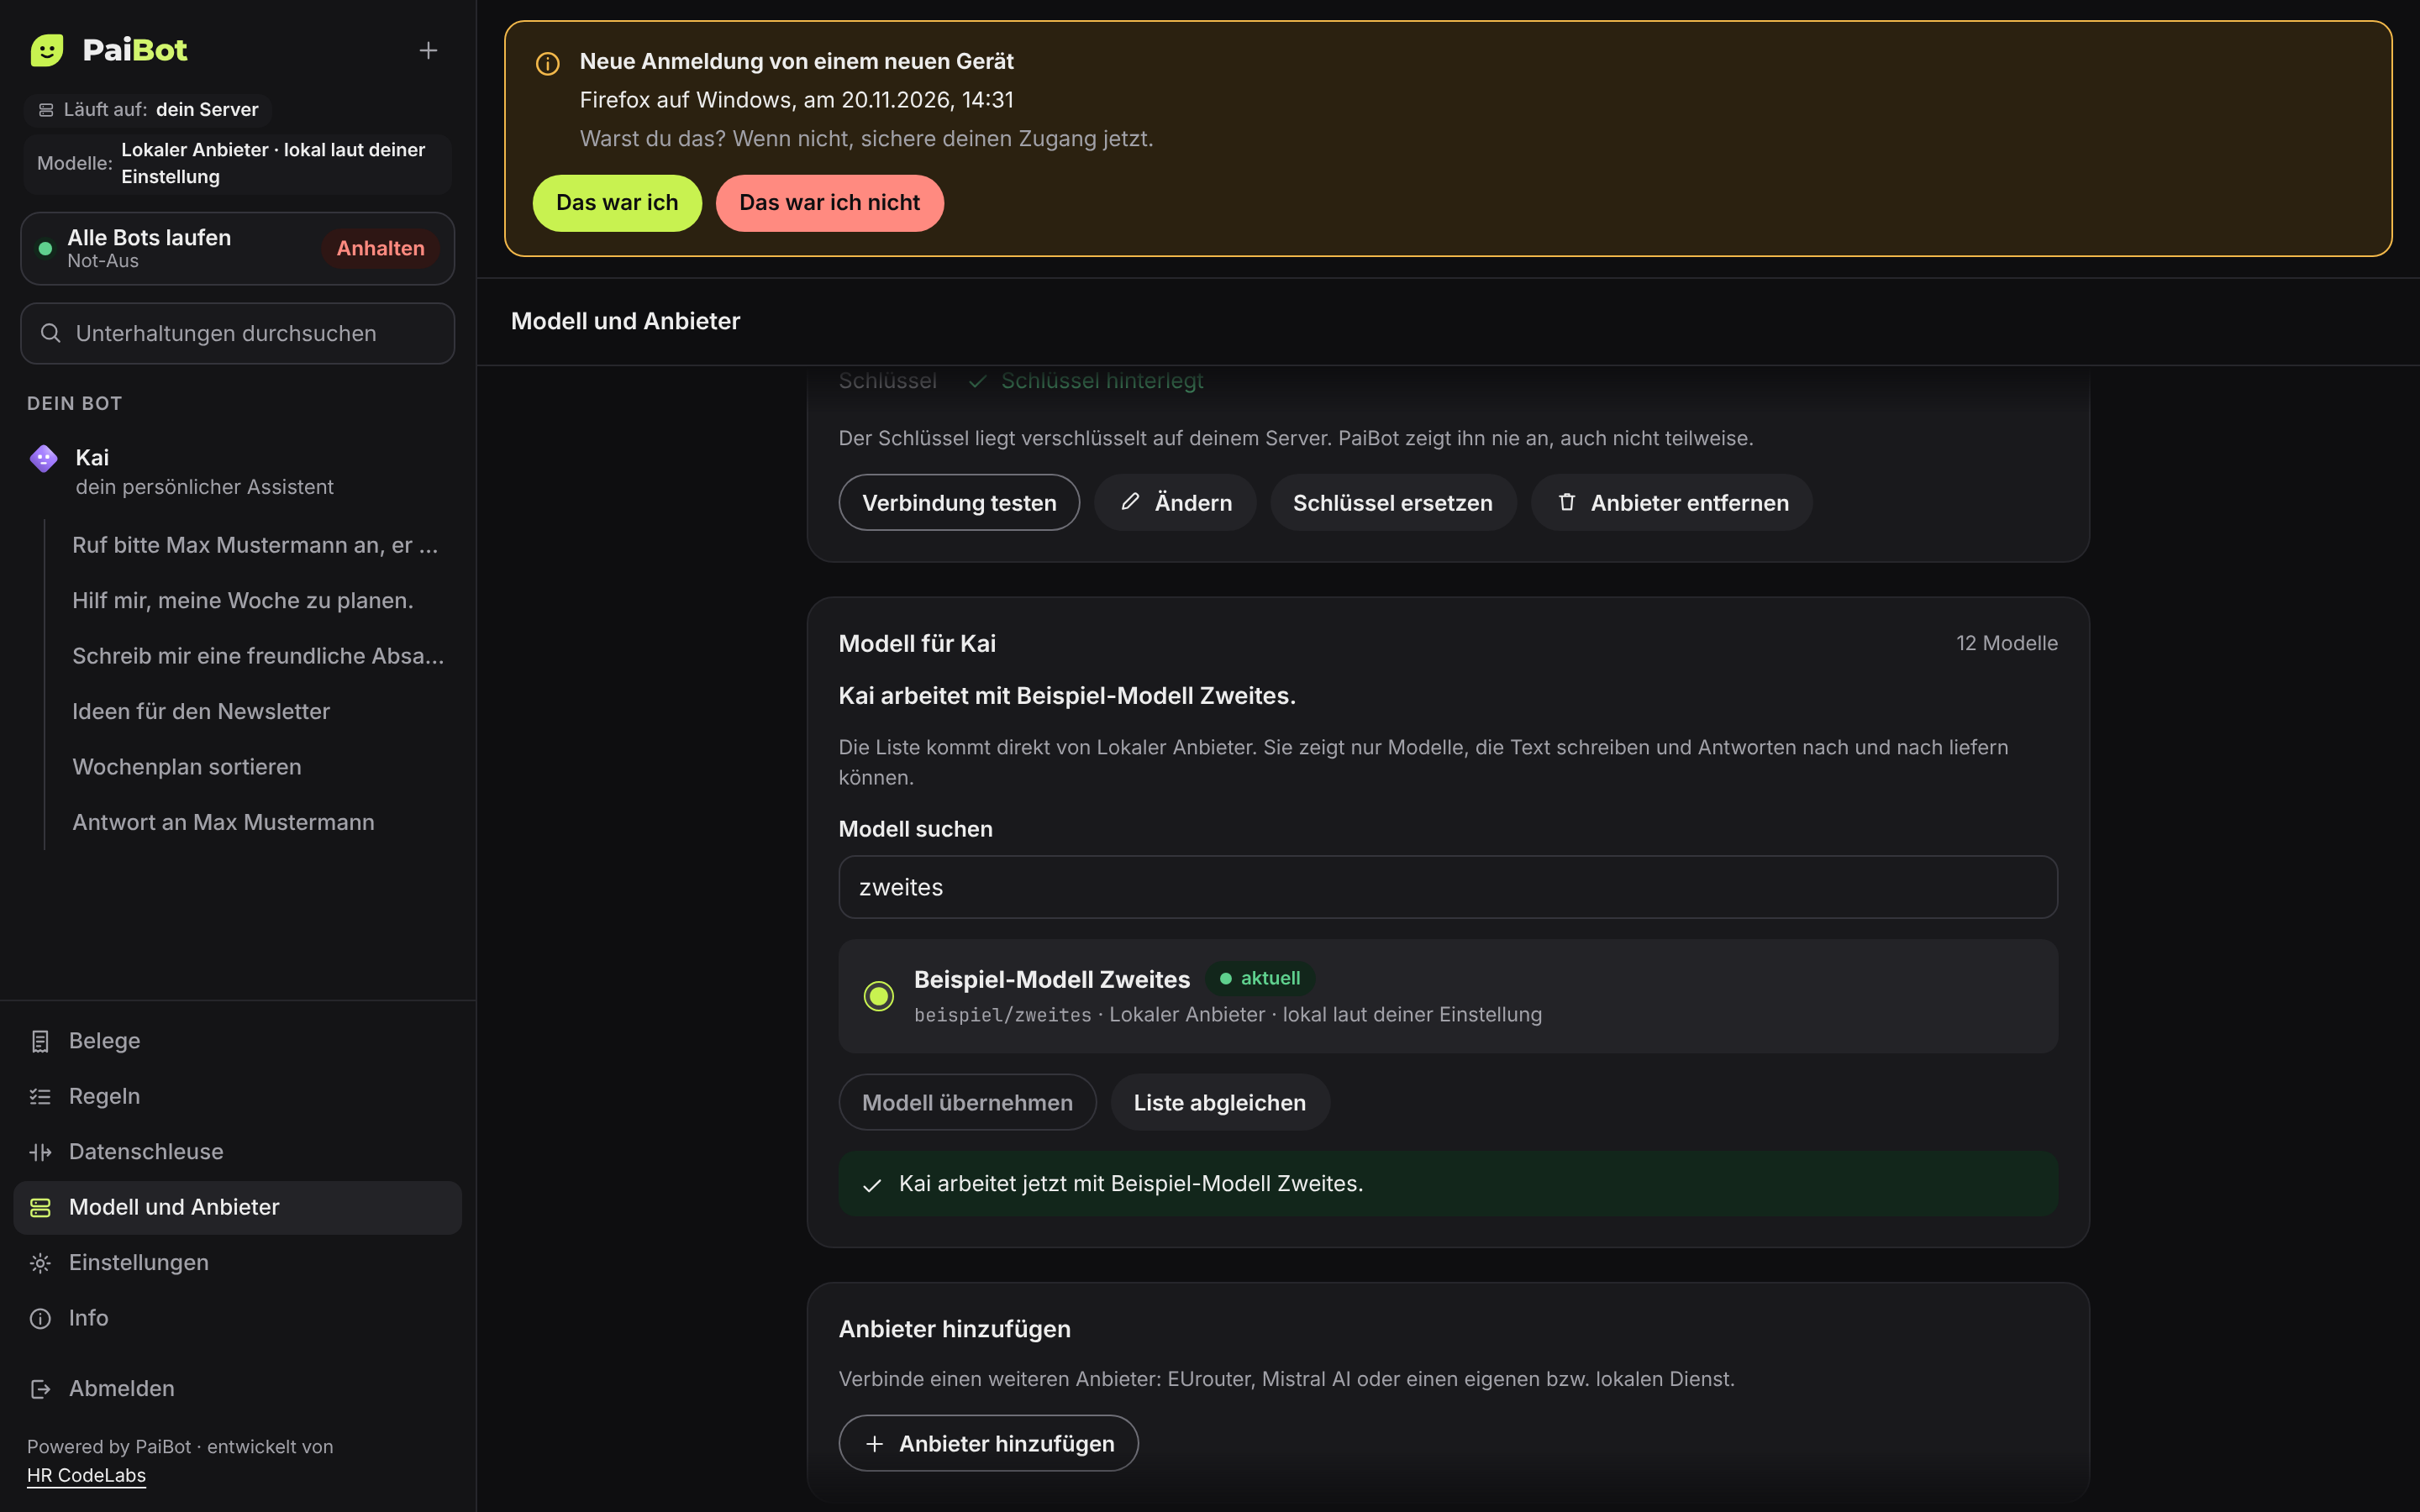 PaiBot
Läuft auf: dein Server
Modelle: Lokaler Anbieter · lokal laut deiner
Einstellung
Alle Bots laufen
Not-Aus
Anhalten
Unterhaltungen durchsuchen
DEIN BOT
Kai
dein persönlicher Assistent
Ruf bitte Max Mustermann an, er ...
Hilf mir, meine Woche zu planen.
Schreib mir eine freundliche Absa...
Ideen für den Newsletter
Wochenplan sortieren
Antwort an Max Mustermann
Belege
Regeln
Datenschleuse
Modell und Anbieter
Einstellungen
Info
Abmelden
Powered by PaiBot · entwickelt von
HR CodeLabs
Neue Anmeldung von einem neuen Gerät
Firefox auf Windows, am 20.11.2026, 14:31
Warst du das? Wenn nicht, sichere deinen Zugang jetzt.
Das war ich
Das war ich nicht
Modell und Anbieter
Schlüssel Schlüssel hinterlegt
Der Schlüssel liegt verschlüsselt auf deinem Server. PaiBot zeigt ihn nie an, auch nicht teilweise.
Verbindung testen
Ändern
Schlüssel ersetzen
Anbieter entfernen
Modell für Kai
12 Modelle
Kai arbeitet mit Beispiel-Modell Zweites.
Die Liste kommt direkt von Lokaler Anbieter. Sie zeigt nur Modelle, die Text schreiben und Antworten nach und nach liefern
können.
Modell suchen
zweites
Beispiel-Modell Zweites aktuell
beispiel/zweites · Lokaler Anbieter · lokal laut deiner Einstellung
Modell übernehmen
Liste abgleichen
Kai arbeitet jetzt mit Beispiel-Modell Zweites.
Anbieter hinzufügen
Verbinde einen weiteren Anbieter: EUrouter, Mistral AI oder einen eigenen bzw. lokalen Dienst.
Anbieter hinzufügen